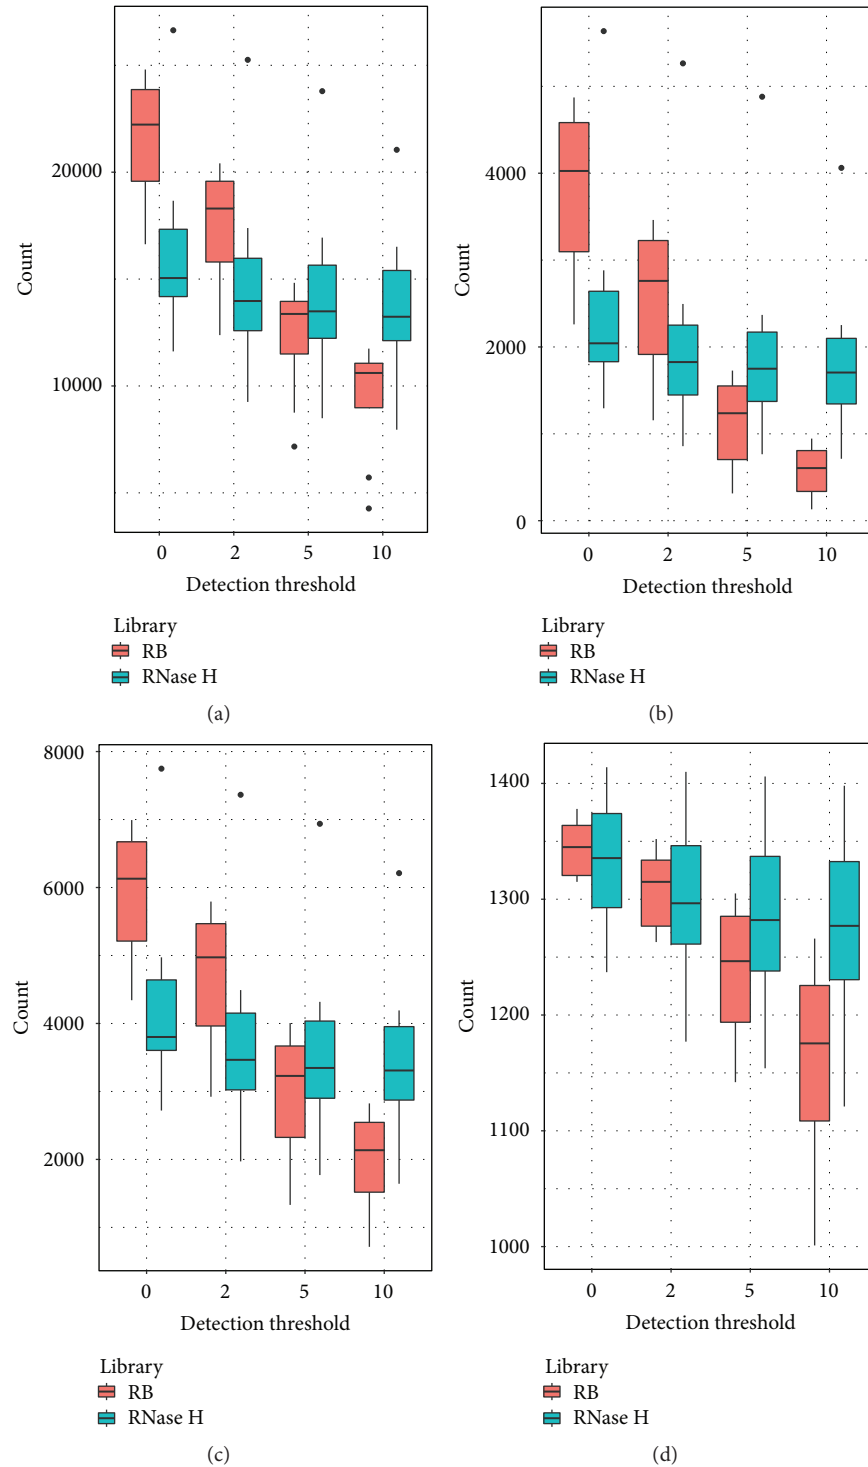 20000
10000
Count
0 2 5 10
Detection threshold
Library
RB
RNase H
(a)
4000
2000
0
Count
0 2 5 10
Detection threshold
Library
RB
RNase H
(b)
8000
6000
4000
2000
Count
0 2 5 10
Detection threshold
Library
RB
RNase H
(c)
1400
1300
1200
1100
1000
Count
0 2 5 10
Detection threshold
Library
RB
RNase H
(d)